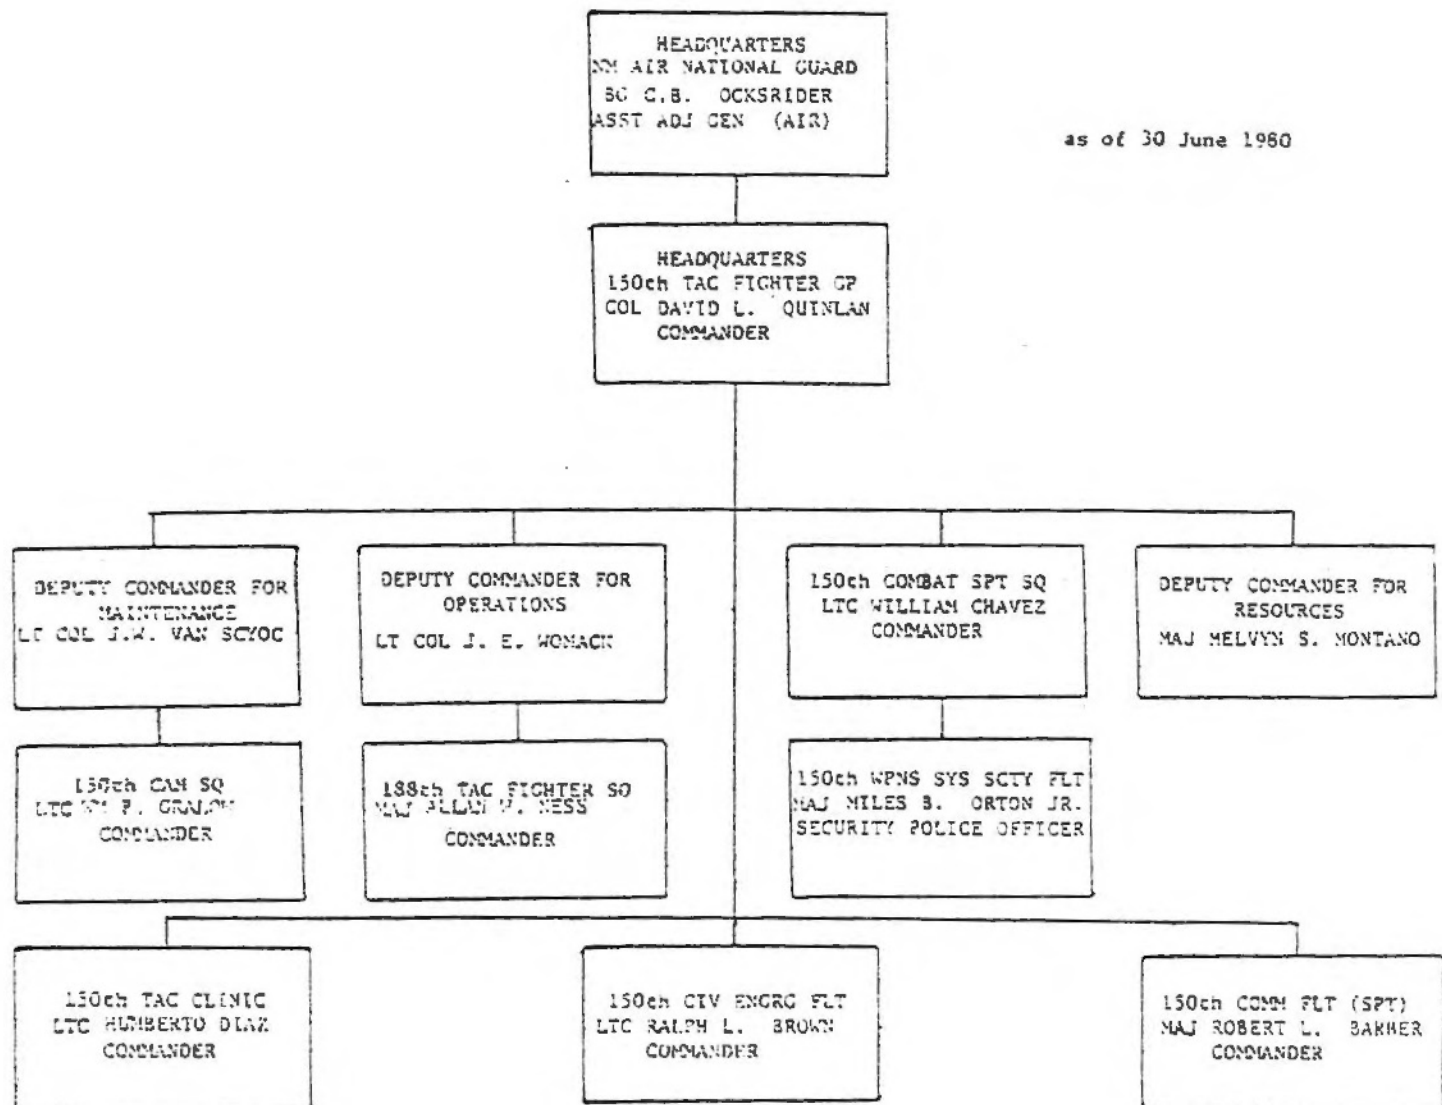 HEADQUARTERS
NM AIR NATIONAL GUARD
BG C.B. OCKSRIDER
ASST ADJ GEN (AIR)
as of 30 June 1980
HEADQUARTERS
150th TAC FIGHTER GP
COL DAVID L. QUINLAN
COMMANDER
DEPUTY COMMANDER FOR
MAINTENANCE
LT COL J.W. VAN SCYOC
DEPUTY COMMANDER FOR
OPERATIONS
LT COL J. E. WOMACK
150th COMBAT SPT SQ
LTC WILLIAM CHAVEZ
COMMANDER
DEPUTY COMMANDER FOR
RESOURCES
MAJ MELVYN S. MONTANO
150th CAM SQ
LTC WM P.
COMMANDER
188th TAC FIGHTER SQ
MAJ ALLAN NESS
COMMANDER
150th WPNS SYS SCTY FLT
MAJ MILES B. ORTON JR.
SECURITY POLICE OFFICER
150th TAC CLINIC
LTC HUMBERTO DIAZ
COMMANDER
150th CIV ENGRG FLT
LTC RALPH L. BROWN
COMMANDER
150th COMM FLT (SPT)
MAJ ROBERT L. BARBER
COMMANDER